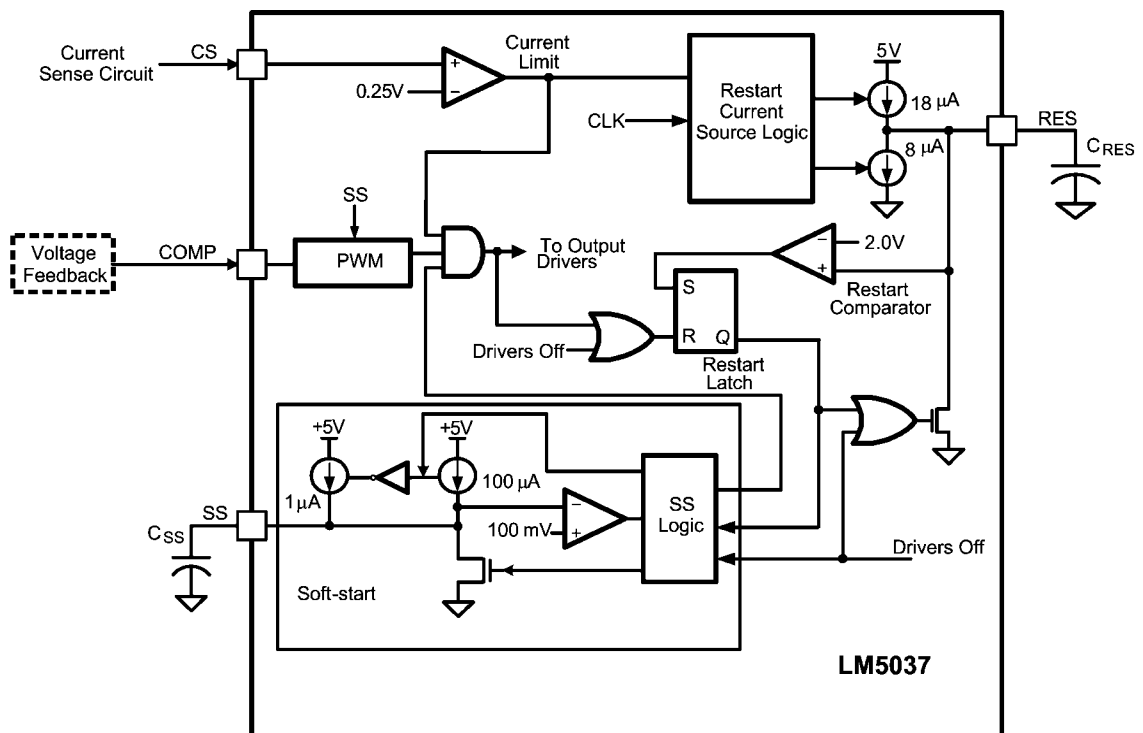 Current
Sense Circuit
CS
0.25V
+
−
Current
Limit
CLK
Restart
Current
Source Logic
5V
18 µA
8 µA
RES
CRES
Voltage
Feedback
COMP
SS
PWM
To Output
Drivers
Drivers Off
S
R
Q
Restart
Latch
−
+
2.0V
Restart
Comparator
+5V
+5V
1µA
100 µA
100 mV
−
+
SS
Logic
Drivers Off
SS
CSS
Soft-start
LM5037